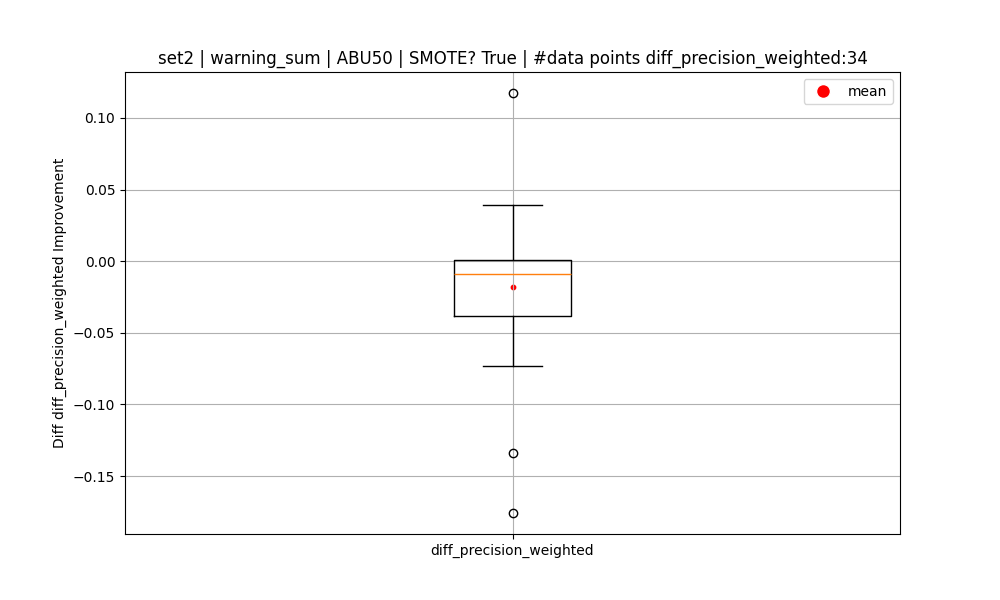 set2 | warning_sum | ABU50 | SMOTE? True | #data points diff_precision_weighted:34
mean
0.10
0.05
0.00
−0.05
−0.10
−0.15
Diff diff_precision_weighted Improvement
diff_precision_weighted